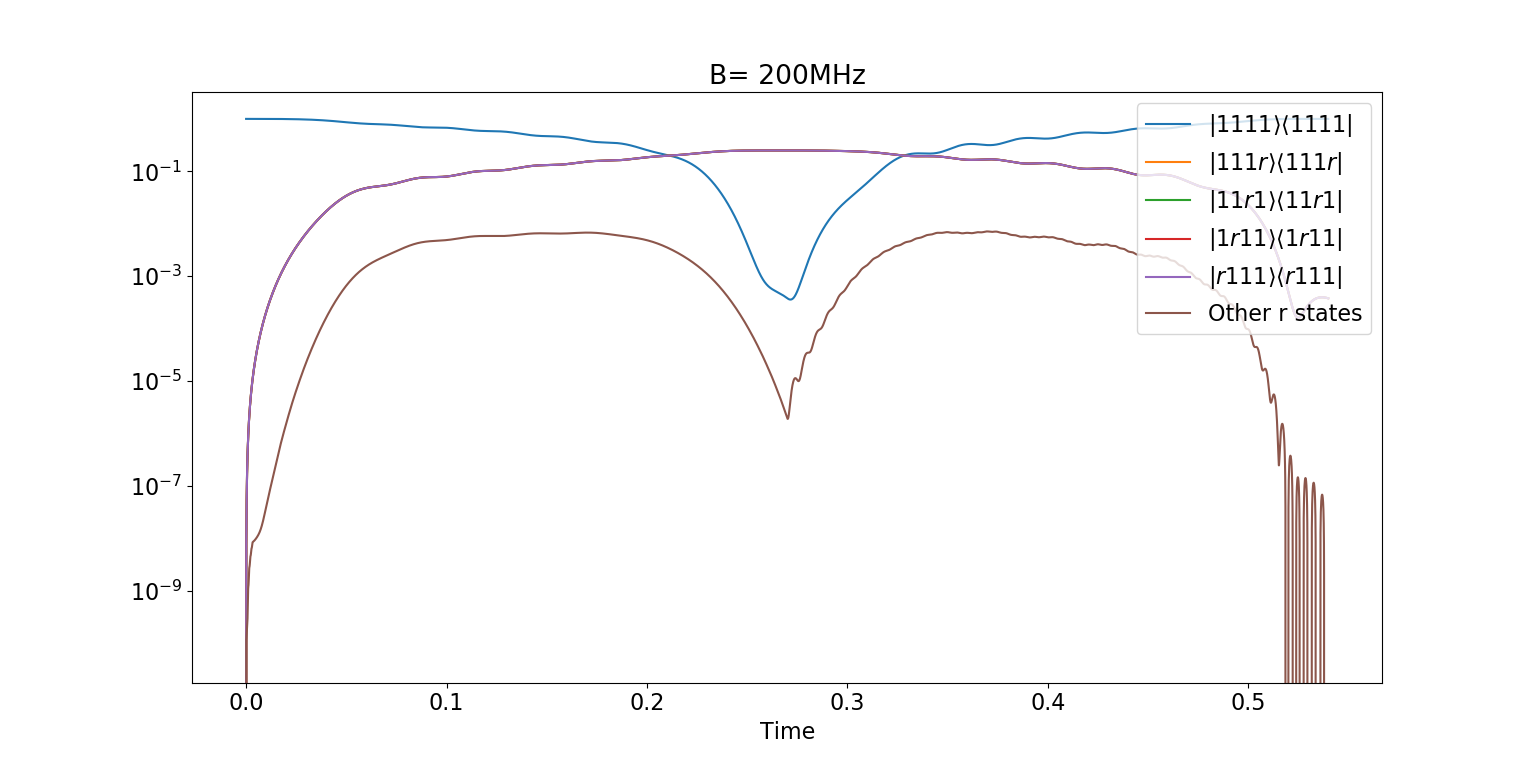 B= 200MHz
|1111⟩⟨1111|
|111r⟩⟨111r|
|11r1⟩⟨11r1|
|1r11⟩⟨1r11|
|r111⟩⟨r111|
Other r states
10⁻¹
10⁻³
10⁻⁵
10⁻⁷
10⁻⁹
0.0 0.1 0.2 0.3 0.4 0.5
Time